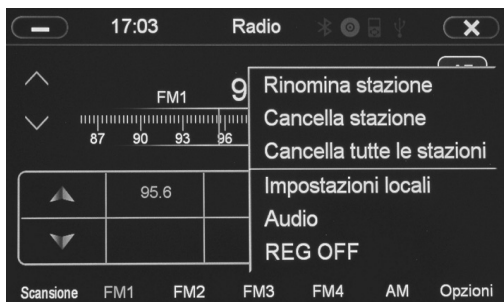 17:03 Radio
FM1 9
87 90 93 96
95.6
Rinomina stazione
Cancella stazione
Cancella tutte le stazioni
Impostazioni locali
Audio
REG OFF
Scansione FM1 FM2 FM3 FM4 AM Opzioni